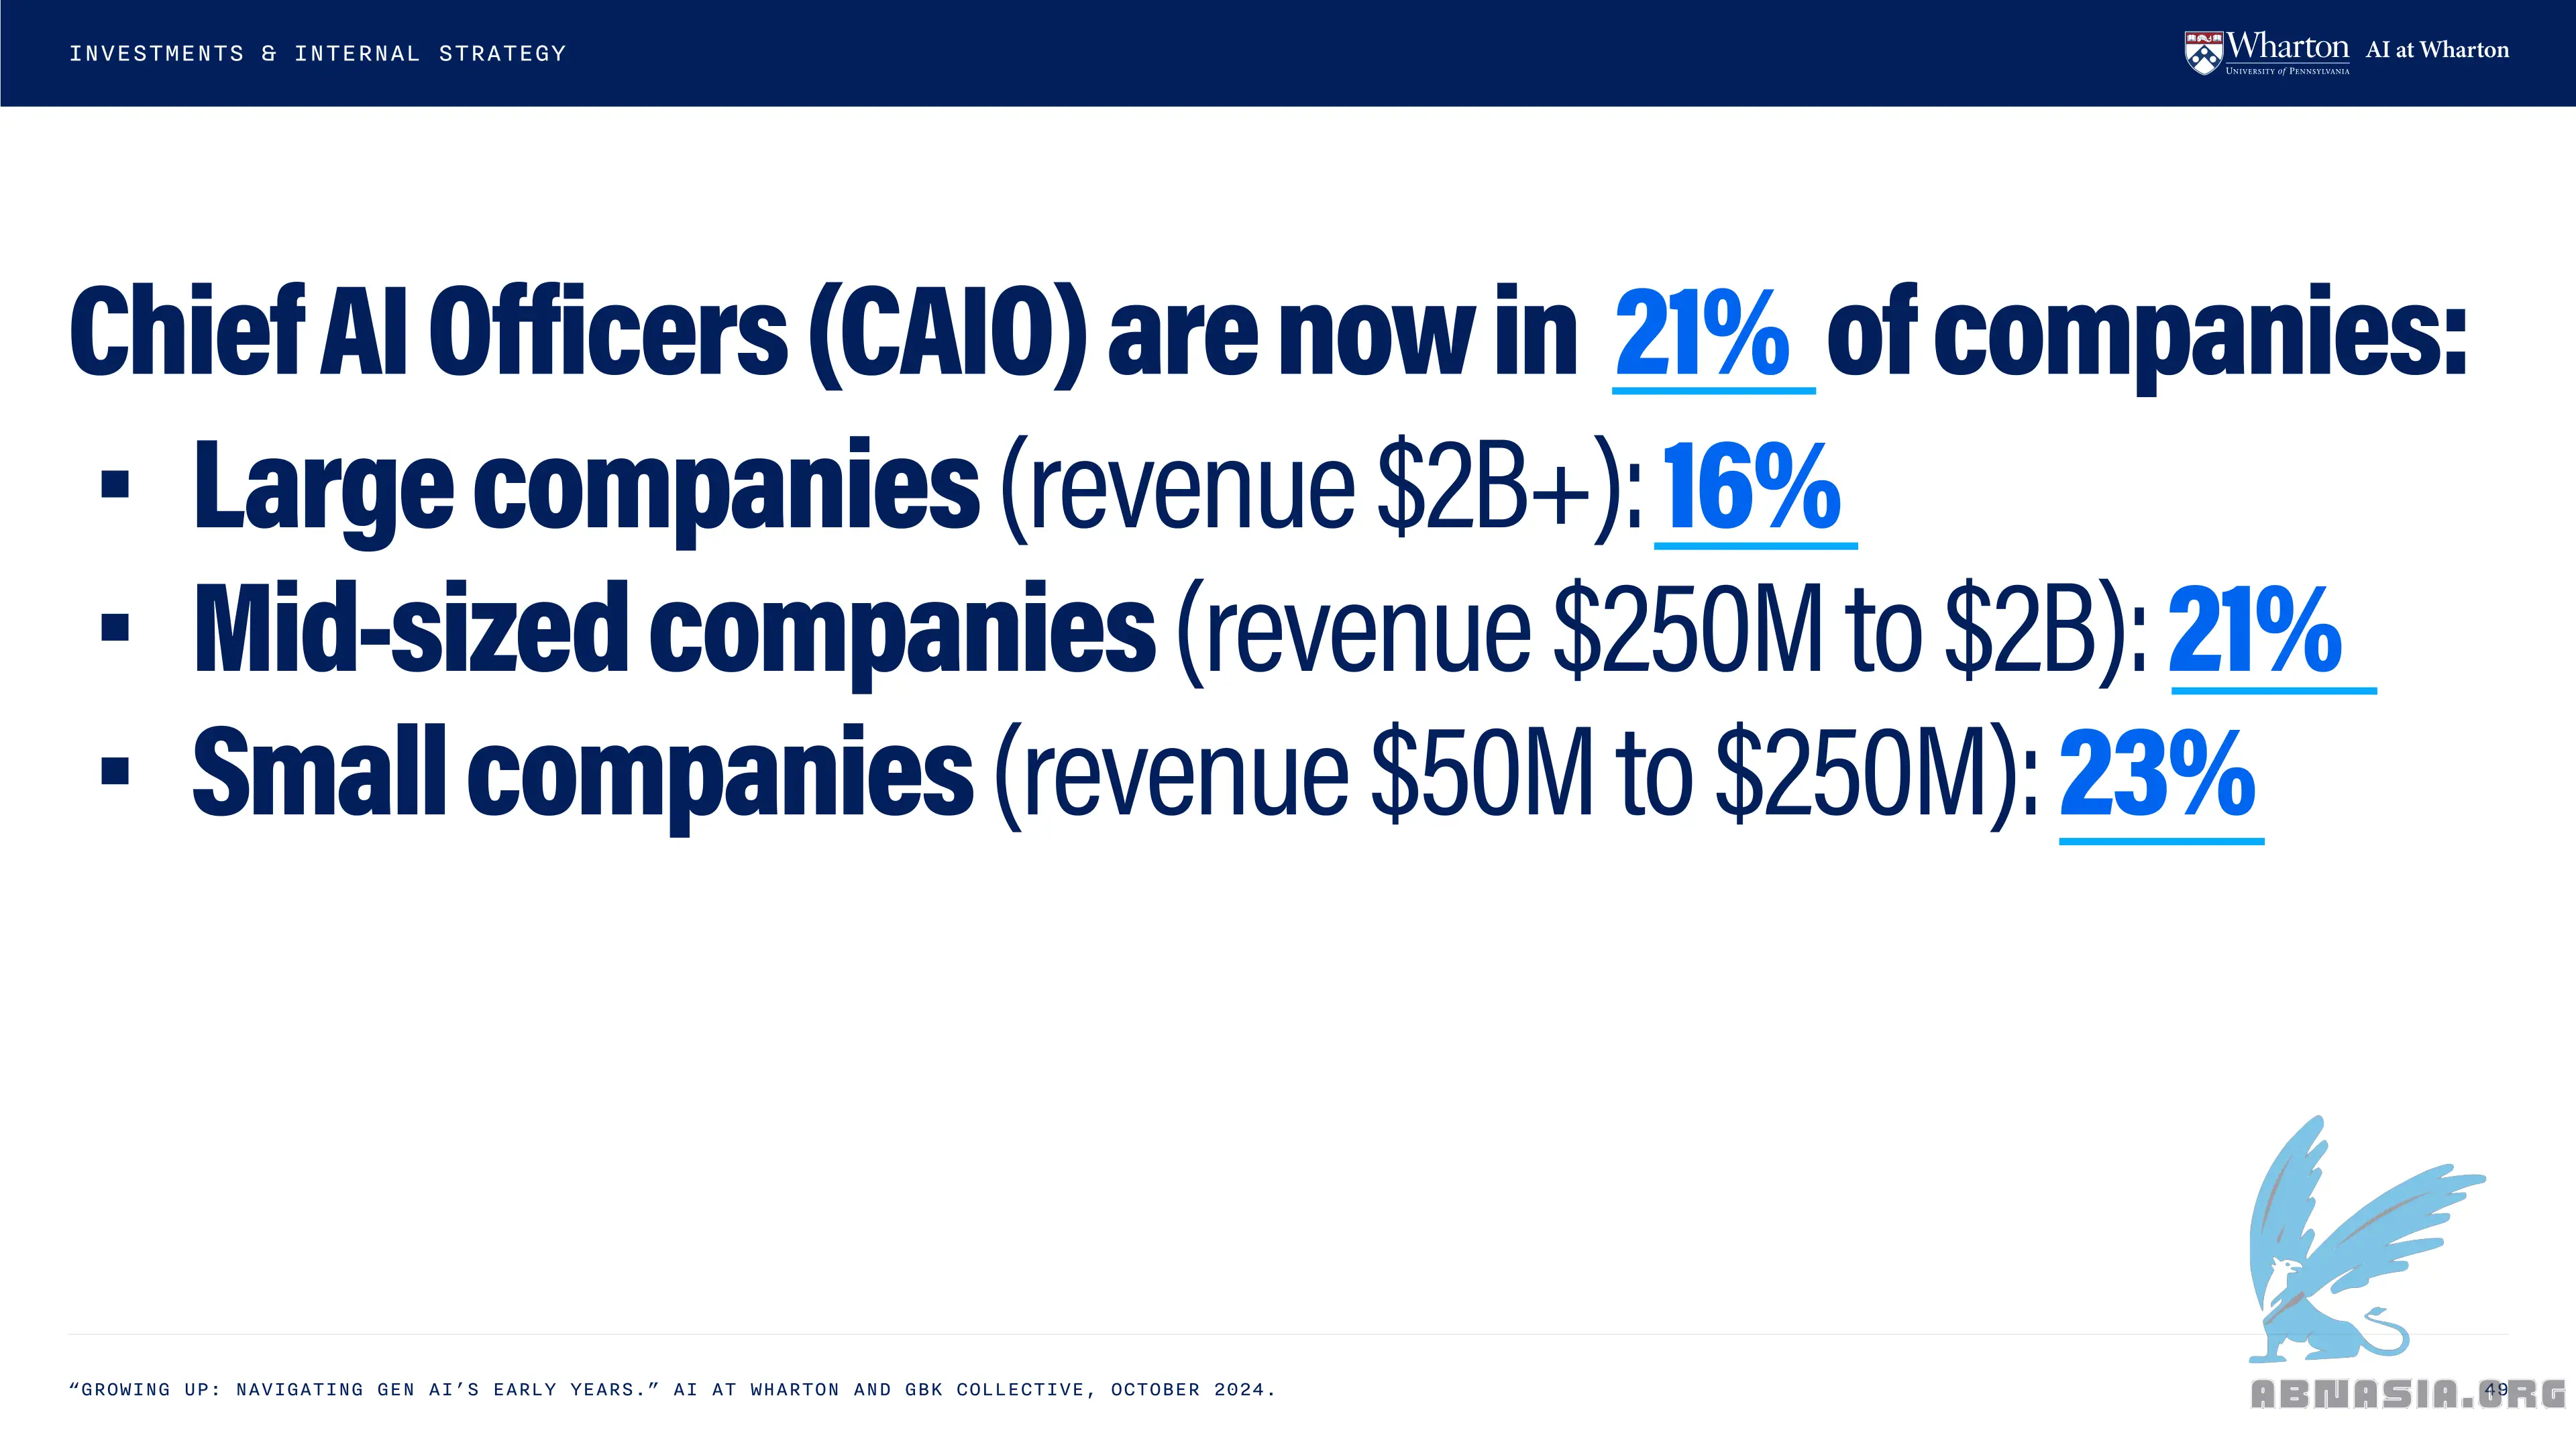 INVESTMENTS & INTERNAL STRATEGY
Wharton
UNIVERSITY of PENNSYLVANIA
AI at Wharton
Chief AI Officers (CAIO) are now in 21% of companies:
▪ Large companies (revenue $2B+): 16%
▪ Mid-sized companies (revenue $250M to $2B): 21%
▪ Small companies (revenue $50M to $250M): 23%
“GROWING UP: NAVIGATING GEN AI’S EARLY YEARS.” AI AT WHARTON AND GBK COLLECTIVE, OCTOBER 2024.
49
ABNASIA.ORG